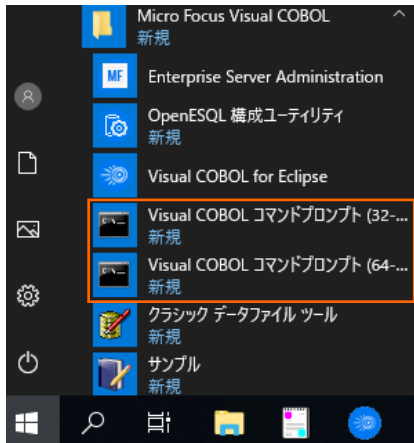 Micro Focus Visual COBOL
新規
MF
Enterprise Server Administration
OpenESQL 構成ユーティリティ
新規
Visual COBOL for Eclipse
Visual COBOL コマンドプロンプト (32-...
新規
Visual COBOL コマンドプロンプト (64-...
新規
クラシック データファイル ツール
新規
サンプル
新規